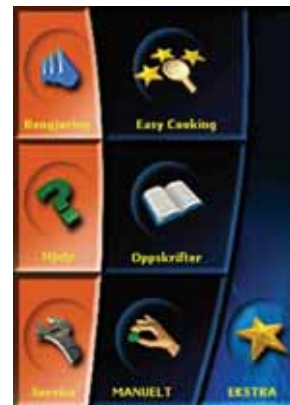 Rengjøring
Easy Cooking
Hjelp
Oppskrifter
Service
MANUELT
EKSTRA